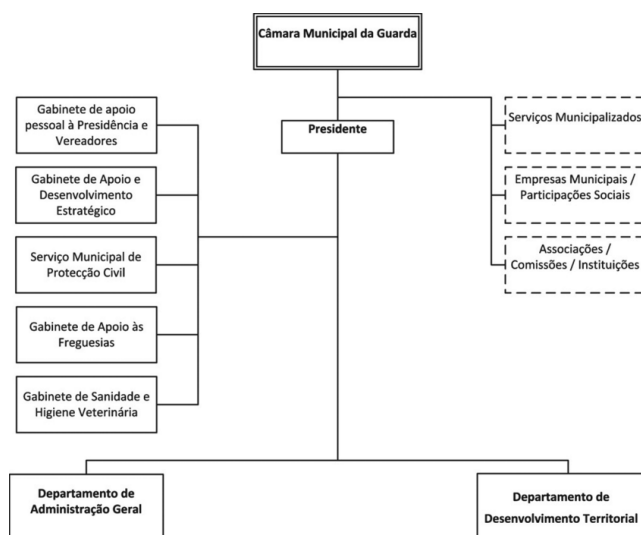 Câmara Municipal da Guarda
Presidente
Gabinete de apoio
pessoal à Presidência e
Vereadores
Gabinete de Apoio e
Desenvolvimento
Estratégico
Serviço Municipal de
Protecção Civil
Gabinete de Apoio às
Freguesias
Gabinete de Sanidade e
Higiene Veterinária
Serviços Municipalizados
Empresas Municipais /
Participações Sociais
Associações /
Comissões / Instituições
Departamento de
Administração Geral
Departamento de
Desenvolvimento Territorial